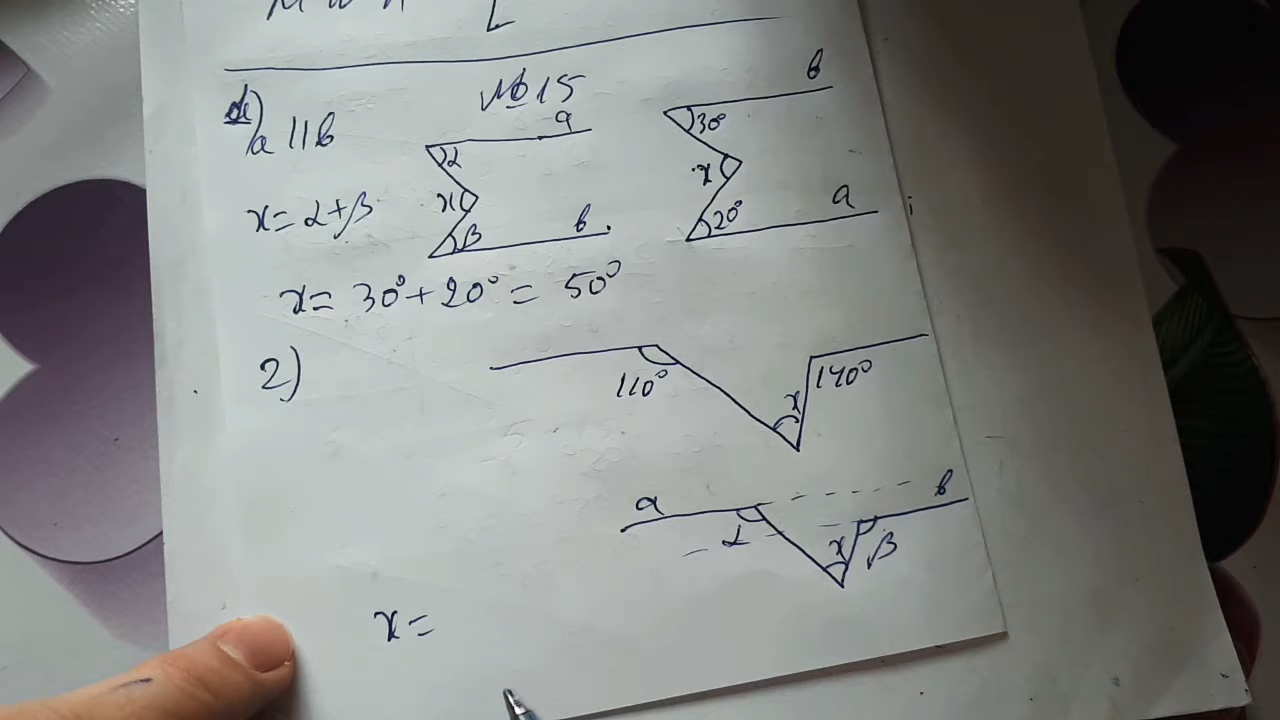 №15
a) a || b
a
α
x
β
b
b
30°
x
20°
a
x = α + β
x = 30° + 20° = 50°
2)
110°
x
140°
a
b
α
x
β
x =